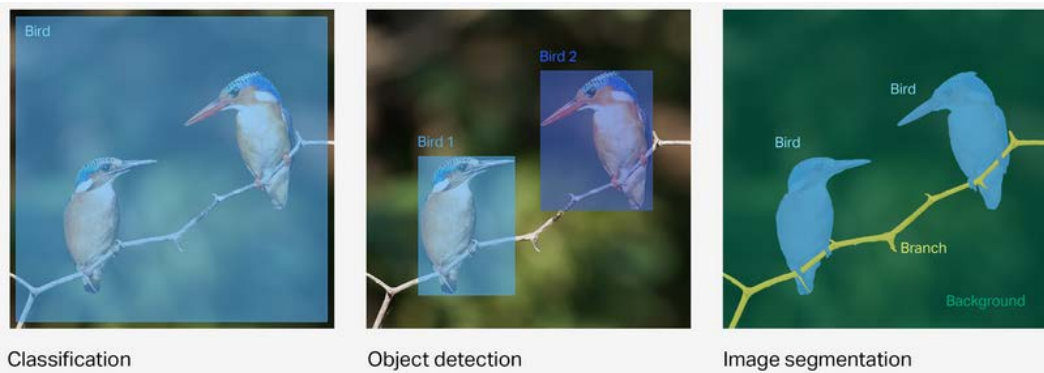 Bird
Classification
Bird 2
Bird 1
Object detection
Bird
Bird
Branch
Background
Image segmentation